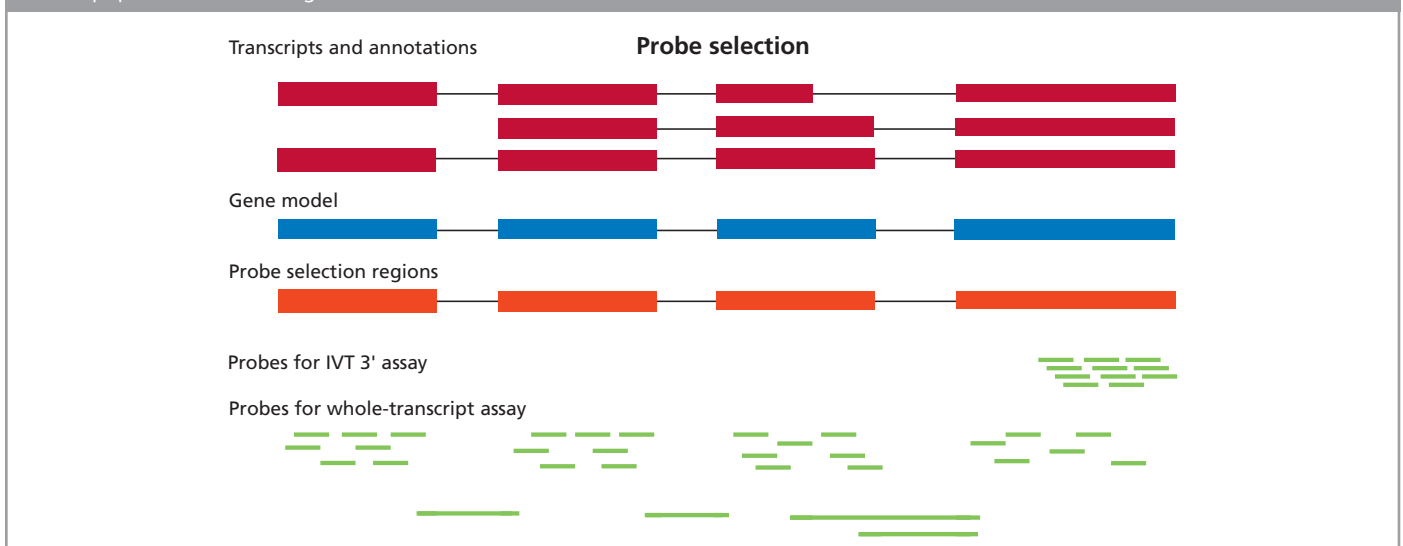 Transcripts and annotations
Probe selection
Gene model
Probe selection regions
Probes for IVT 3' assay
Probes for whole-transcript assay